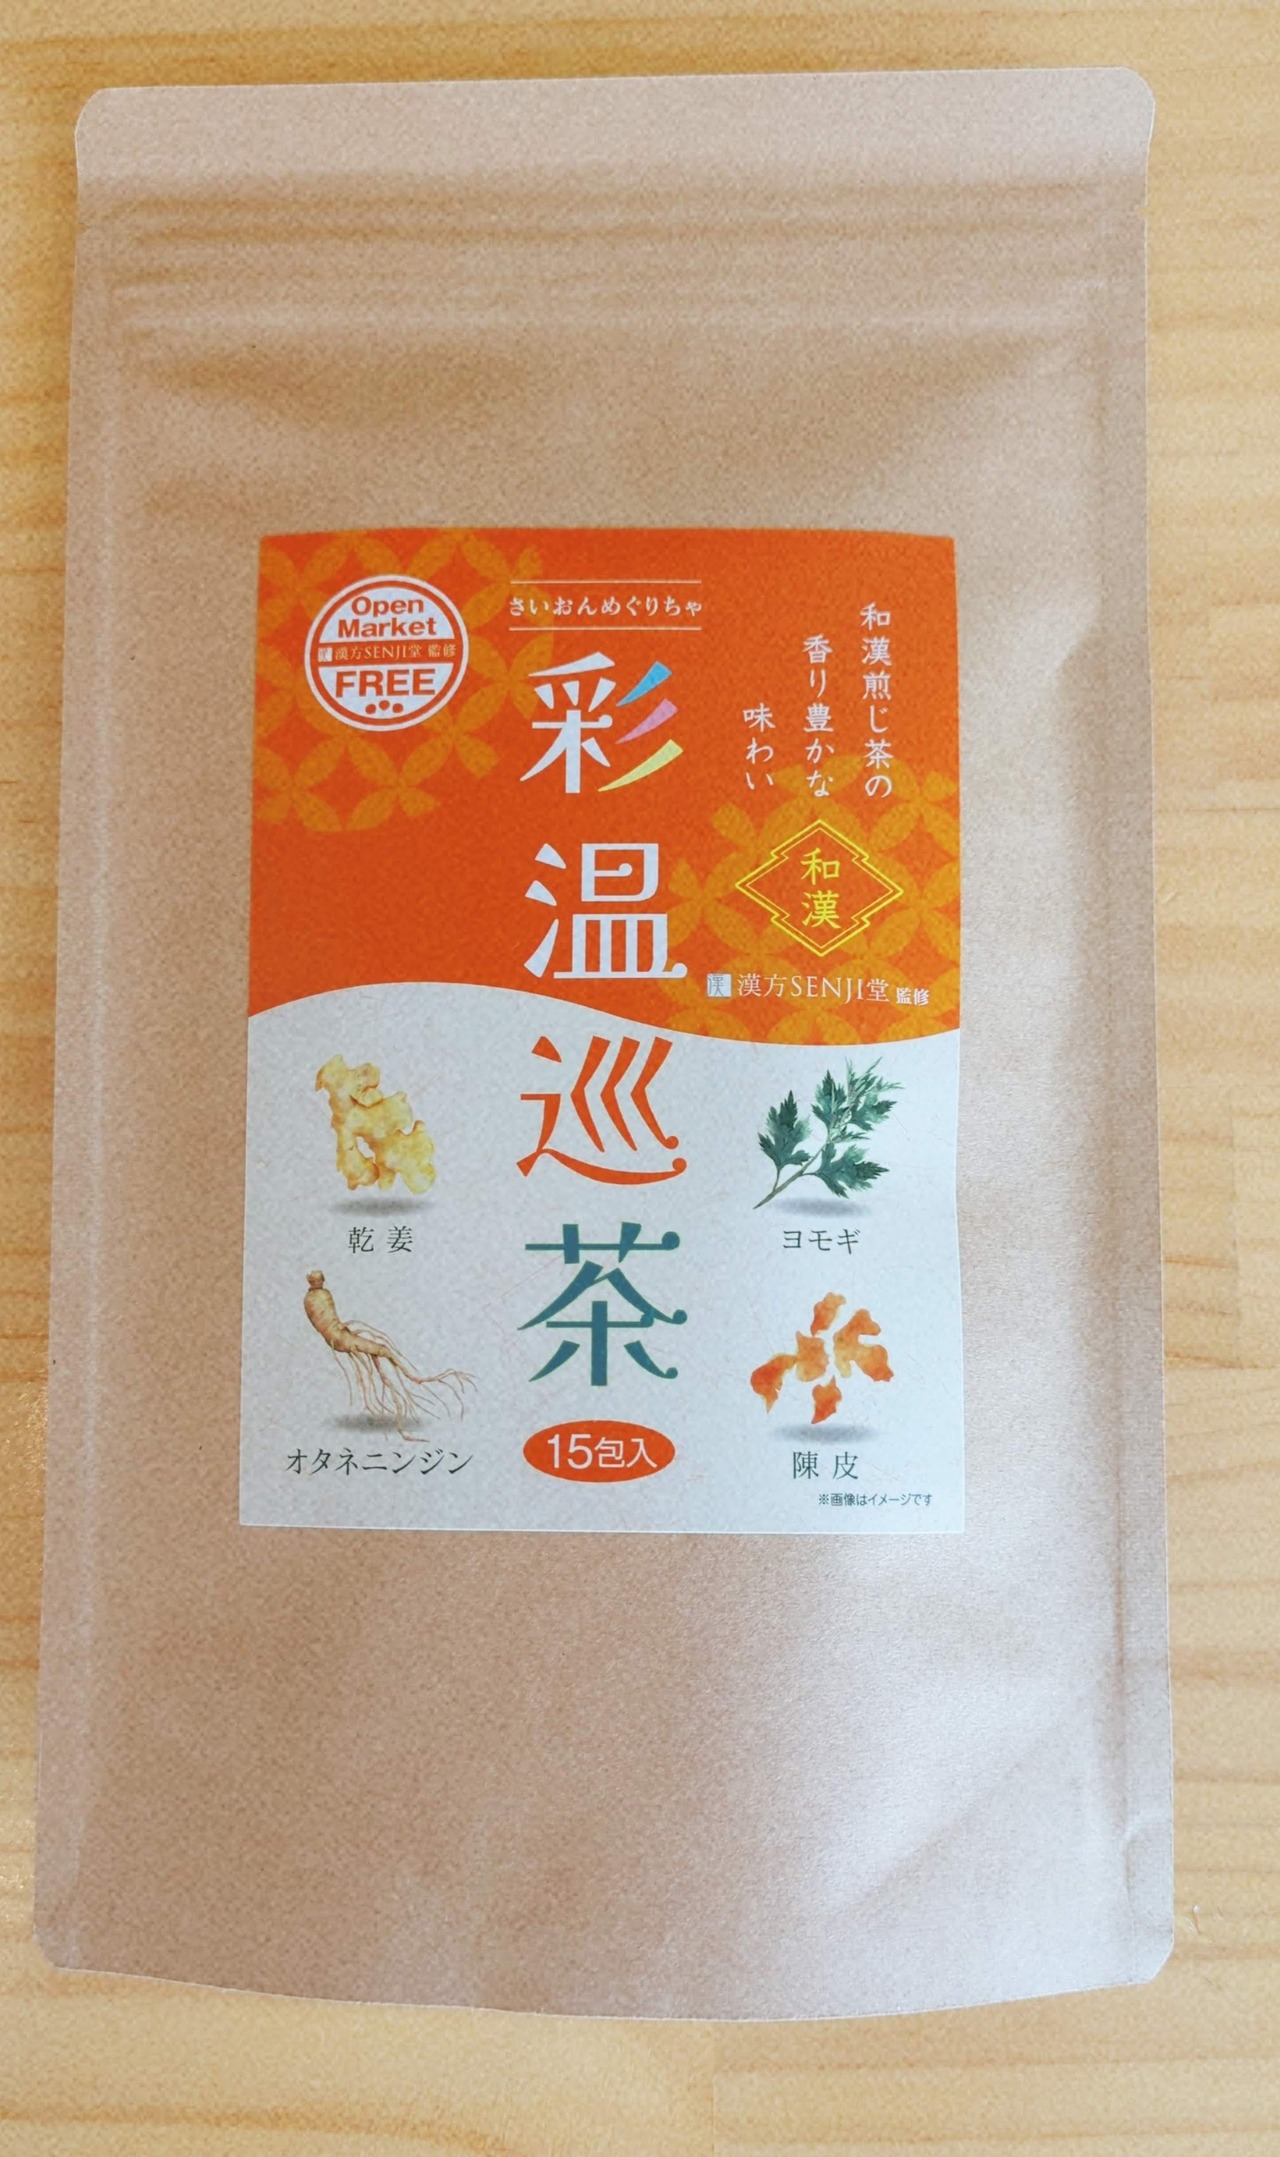 Open
Market
漢方SENJI堂 監修
FREE
さいおんめぐりちゃ
彩温巡茶
和漢煎じ茶の
香り豊かな
味わい
和漢
漢 漢方SENJI堂 監修
乾姜
ヨモギ
オタネニンジン
陳皮
15包入
※画像はイメージです